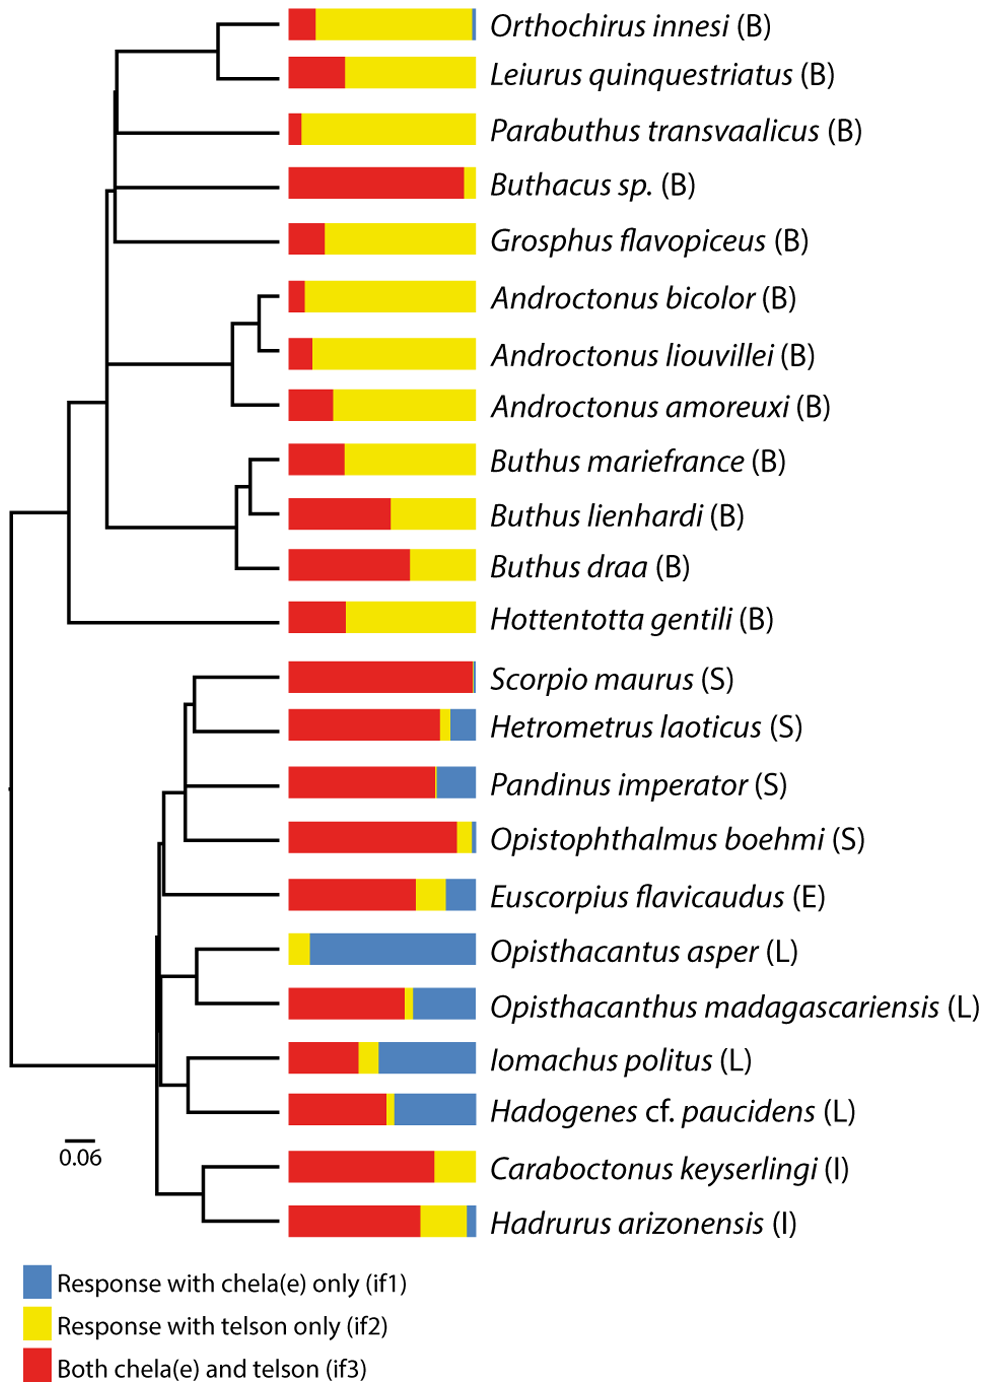 Orthochirus innesi (B)
Leiurus quinquestriatus (B)
Parabuthus transvaalicus (B)
Buthacus sp. (B)
Grosphus flavopiceus (B)
Androctonus bicolor (B)
Androctonus liouvillei (B)
Androctonus amoreuxi (B)
Buthus mariefrance (B)
Buthus lienhardi (B)
Buthus draa (B)
Hottentotta gentili (B)
Scorpio maurus (S)
Hetrometrus laoticus (S)
Pandinus imperator (S)
Opistophthalmus boehmi (S)
Euscorpius flavicaudus (E)
Opisthacantus asper (L)
Opisthacanthus madagascariensis (L)
Iomachus politus (L)
Hadogenes cf. paucidens (L)
Caraboctonus keyserlingi (I)
Hadrurus arizonensis (I)
0.06
Response with chela(e) only (if1)
Response with telson only (if2)
Both chela(e) and telson (if3)